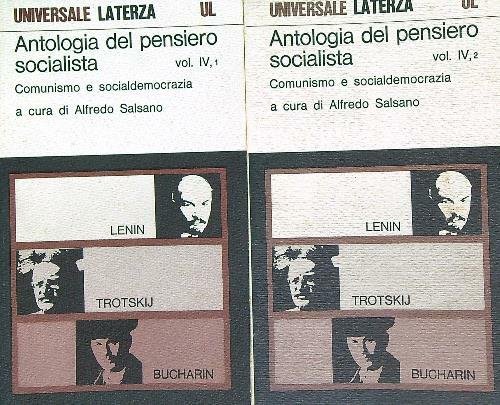 UNIVERSALE LATERZA UL
Antologia del pensiero
socialista vol. IV,1
Comunismo e socialdemocrazia
a cura di Alfredo Salsano
LENIN
TROTSKIJ
BUCHARIN
UNIVERSALE LATERZA UL
Antologia del pensiero
socialista vol. IV,2
Comunismo e socialdemocrazia
a cura di Alfredo Salsano
LENIN
TROTSKIJ
BUCHARIN